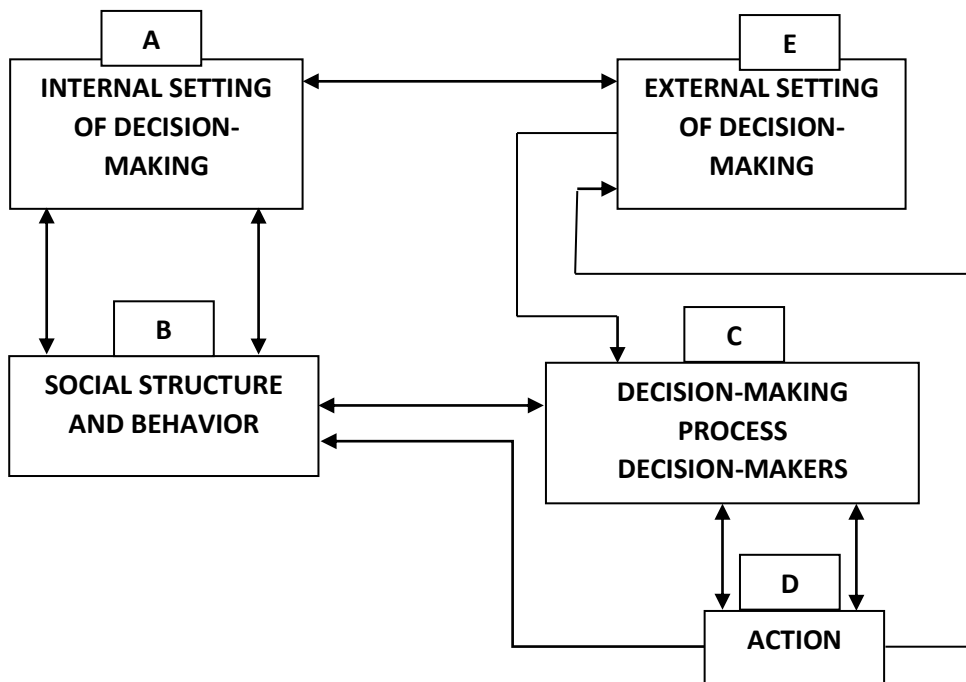 A
INTERNAL SETTING
OF DECISION-
MAKING
E
EXTERNAL SETTING
OF DECISION-
MAKING
B
SOCIAL STRUCTURE
AND BEHAVIOR
C
DECISION-MAKING
PROCESS
DECISION-MAKERS
D
ACTION